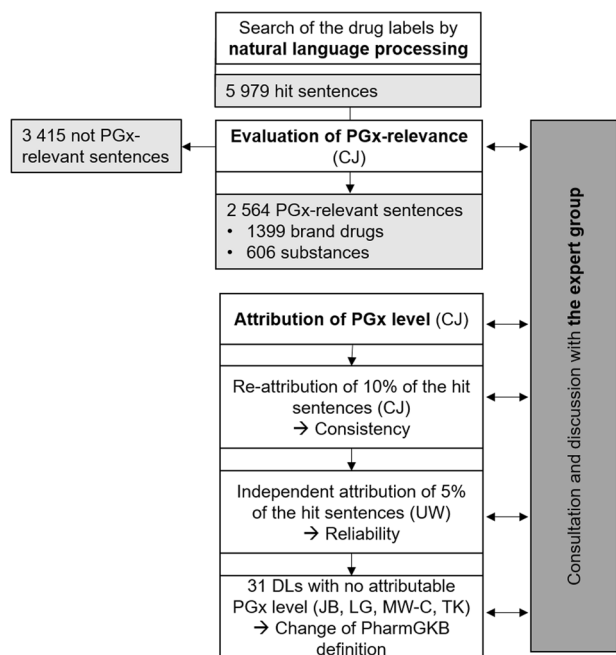 Search of the drug labels by
natural language processing
5 979 hit sentences
3 415 not PGx-
relevant sentences
Evaluation of PGx-relevance
(CJ)
2 564 PGx-relevant sentences
• 1399 brand drugs
• 606 substances
Attribution of PGx level (CJ)
Re-attribution of 10% of the hit
sentences (CJ)
→ Consistency
Independent attribution of 5%
of the hit sentences (UW)
→ Reliability
31 DLs with no attributable
PGx level (JB, LG, MW-C, TK)
→ Change of PharmGKB
definition
Consultation and discussion with the expert group